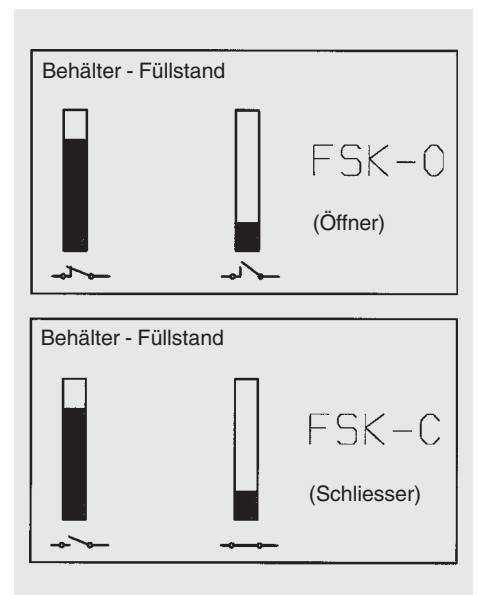 Behälter - Füllstand
FSK-O
(Öffner)
Behälter - Füllstand
FSK-C
(Schliesser)